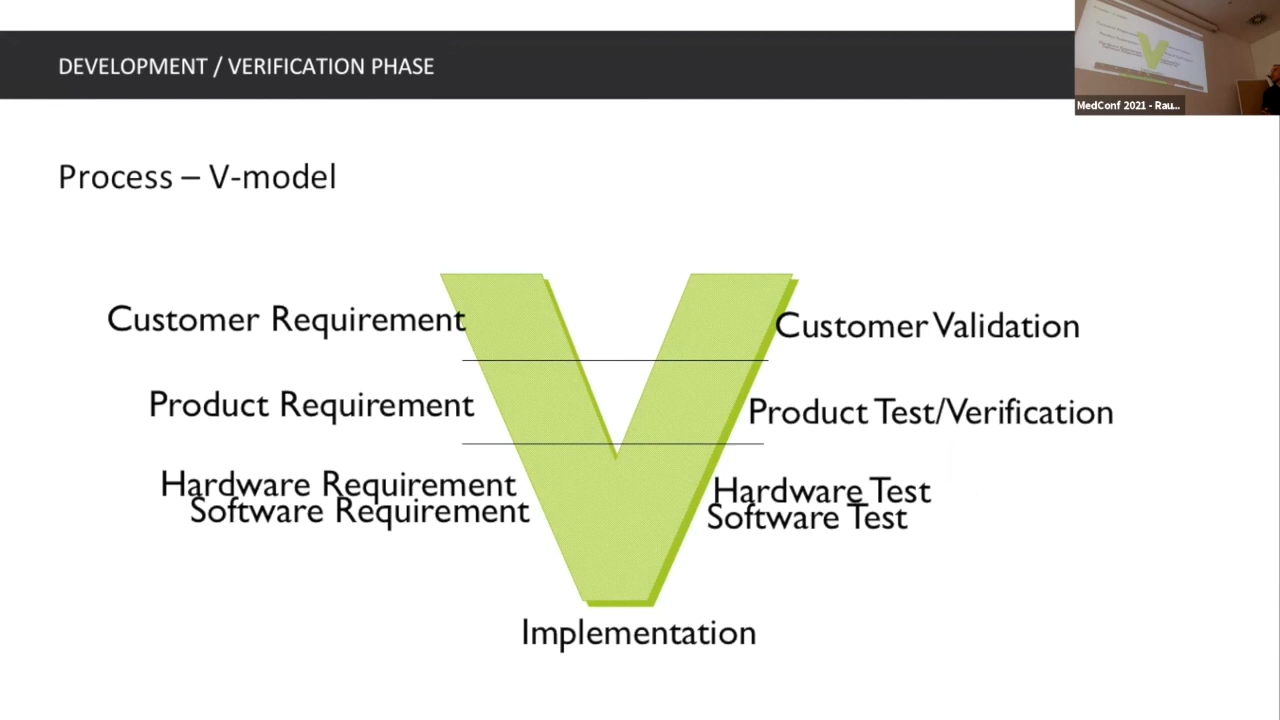 DEVELOPMENT / VERIFICATION PHASE
MedConf 2021 - Rau...
Process – V-model
Customer Requirement
Customer Validation
Product Requirement
Product Test/Verification
Hardware Requirement
Software Requirement
Hardware Test
Software Test
Implementation